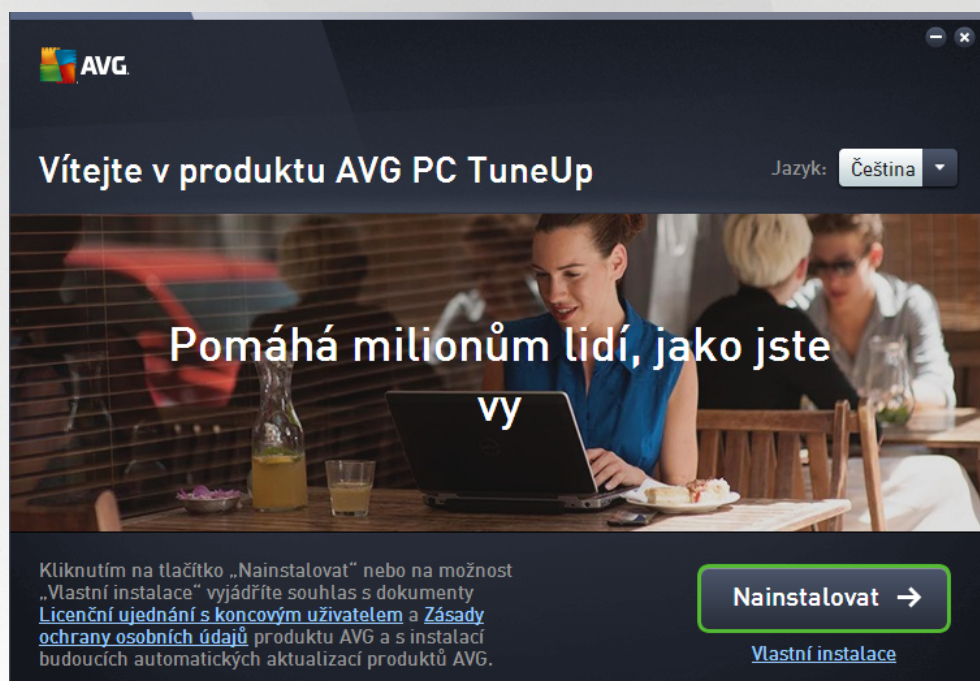 AVG
Vítejte v produktu AVG PC TuneUp
Jazyk: Čeština
Pomáhá milionům lidí, jako jste
vy
Kliknutím na tlačítko „Nainstalovat“ nebo na možnost
„Vlastní instalace“ vyjádříte souhlas s dokumenty
Licenční ujednání s koncovým uživatelem a Zásady
ochrany osobních údajů produktu AVG a s instalací
budoucích automatických aktualizací produktů AVG.
Nainstalovat →
Vlastní instalace